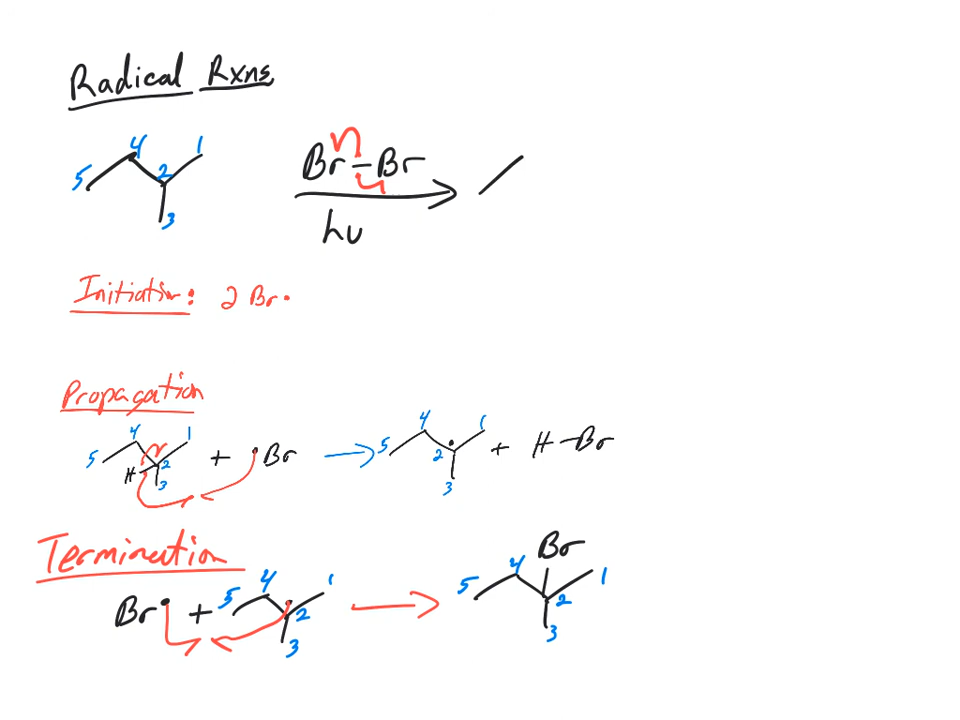 Radical Rxns
5 4 2 1 3
Br-Br
hν
Initiation: 2 Br•
Propagation
5 4 H 2 1 3 + •Br → 5 4 2 • 1 3 + H-Br
Termination
Br• + 5 4 • 2 1 3 → 5 4 Br 2 1 3